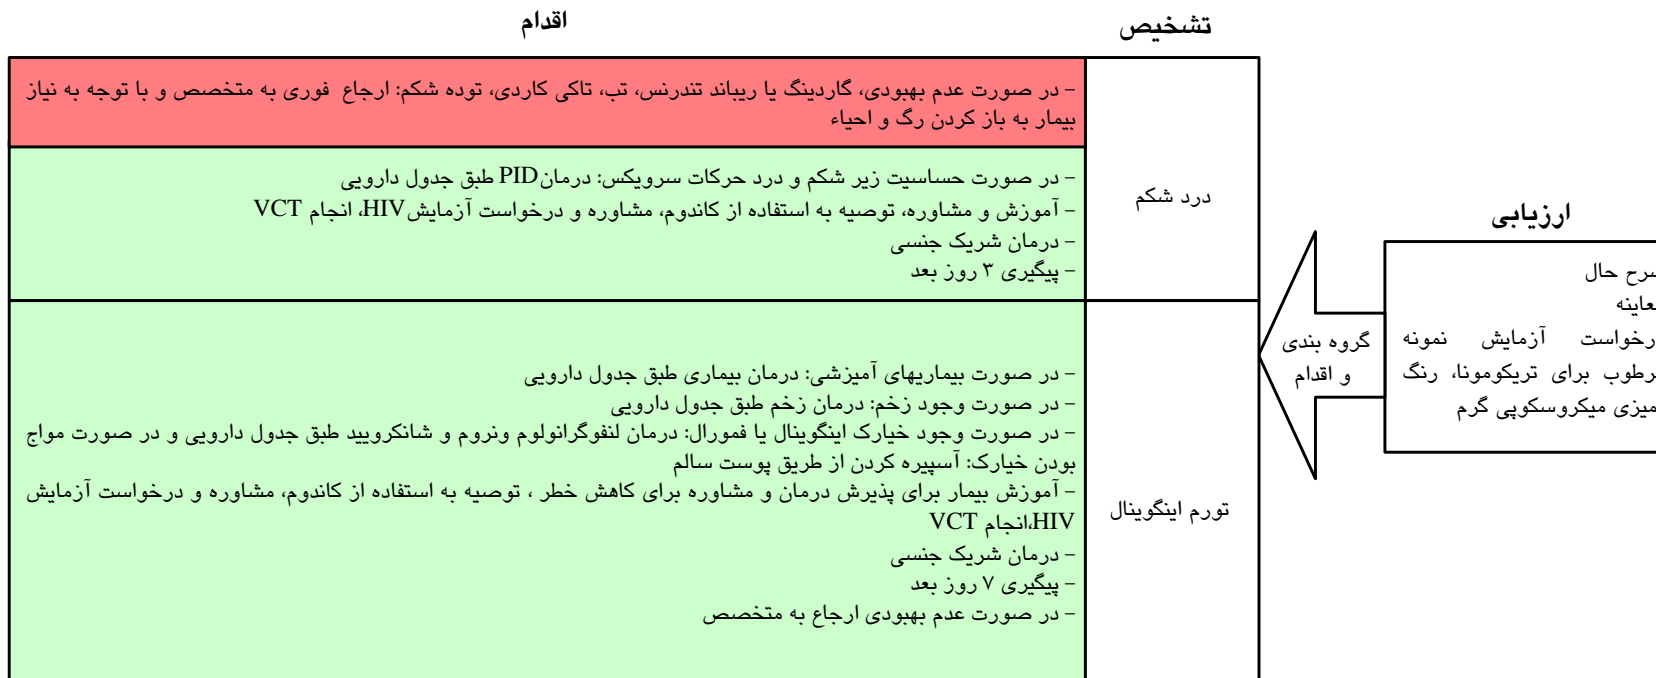 ارزیابی
حال
درخواست آزمایش نمونه
مرطوب برای تریکومونا، رنگ
میکروسکوپی گرم
گروه بندی
و اقدام
تشخیص
اقدام
درد شکم
- در صورت عدم بهبودی، گاردینگ یا ریباند تندرنس، تب، تاکی کاردی، توده شکم: ارجاع فوری به متخصص و با توجه به نیاز
بیمار به باز کردن رگ و احیاء
- در صورت حساسیت زیر شکم و درد حرکات سرویکس: درمانPID طبق جدول دارویی
- آموزش و مشاوره، توصیه به استفاده از کاندوم، مشاوره و درخواست آزمایشHIV، انجام VCT
- درمان شریک جنسی
- پیگیری ۳ روز بعد
تورم اینگوینال
- در صورت بیماریهای آمیزشی: درمان بیماری طبق جدول دارویی
- در صورت وجود زخم: درمان زخم طبق جدول دارویی
- در صورت وجود خیارک اینگوینال یا فمورال: درمان لنفوگرانولوم ونروم و شانکرویید طبق جدول دارویی و در صورت مواج
بودن خیارک: آسپیره کردن از طریق پوست سالم
- آموزش بیمار برای پذیرش درمان و مشاوره برای کاهش خطر ، توصیه به استفاده از کاندوم، مشاوره و درخواست آزمایش
HIV،انجام VCT
- درمان شریک جنسی
- پیگیری ۷ روز بعد
- در صورت عدم بهبودی ارجاع به متخصص